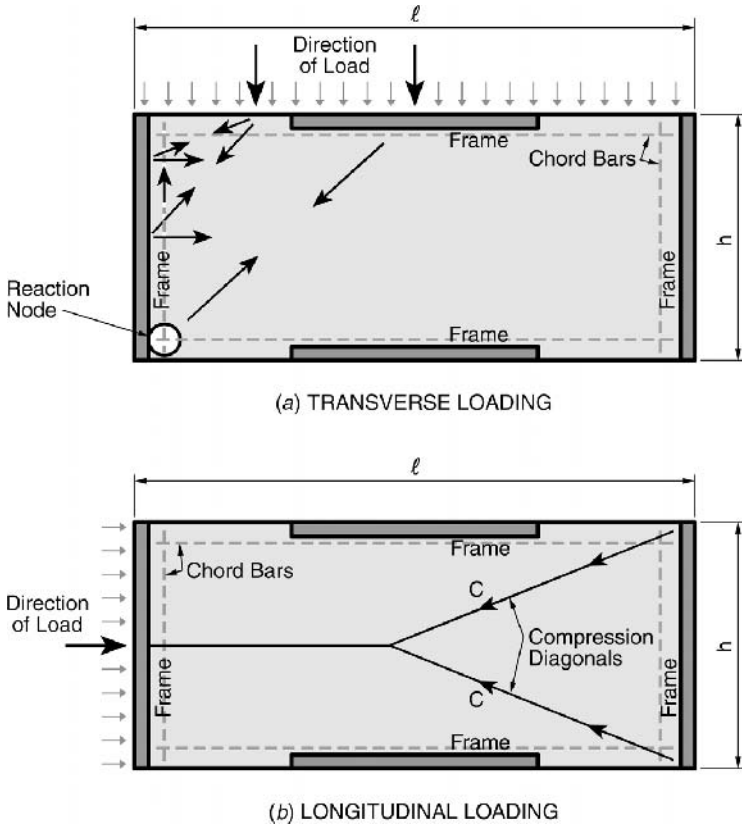 ℓ
Direction
of Load
Frame
Chord Bars
h
Frame
Frame
Reaction
Node
Frame
(a) TRANSVERSE LOADING
ℓ
Frame
Chord Bars
Direction
of Load
C
Compression
Diagonals
h
C
Frame
Frame
Frame
(b) LONGITUDINAL LOADING